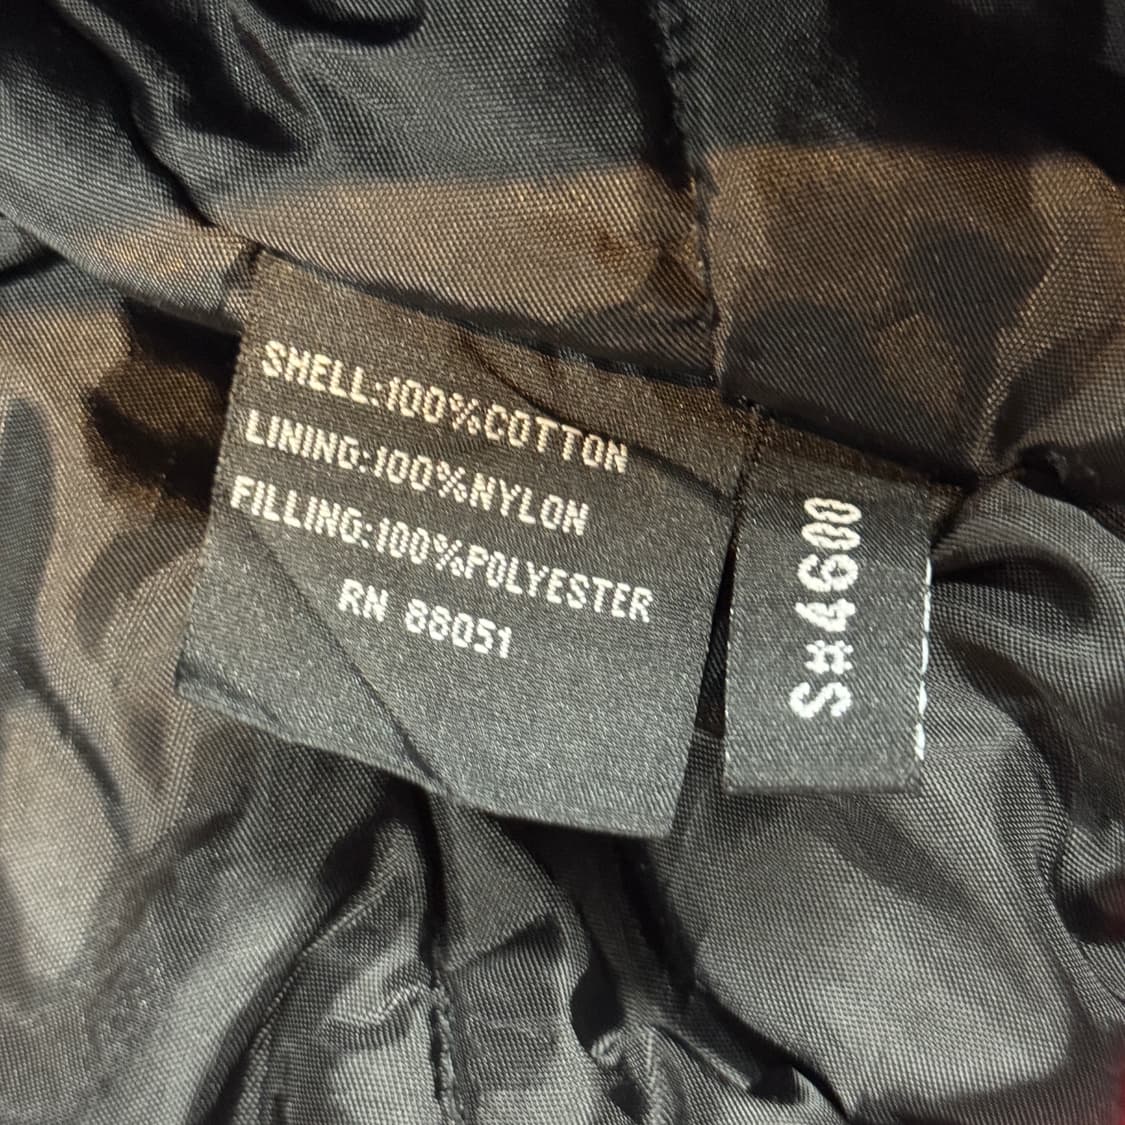 SHELL:100%COTTON
LINING:100%NYLON
FILLING:100%POLYESTER
RN 88051
S#4600